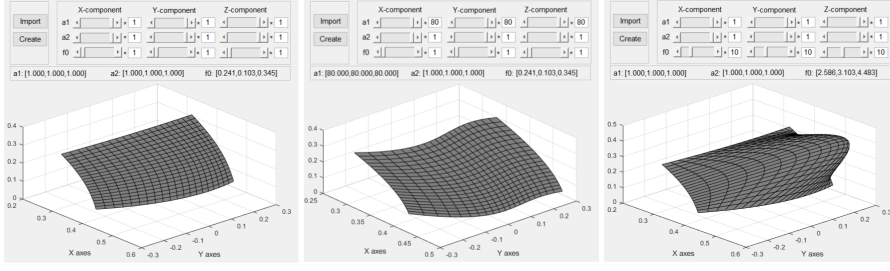 X-component Y-component Z-component
Import a1 * 1 * 1 * 1
Create a2 * 1 * 1 * 1
f0 * 1 * 1 * 1
a1: [1.000,1.000,1.000] a2: [1.000,1.000,1.000] f0: [0.241,0.103,0.345]
0.4
0.3
0.2
0.1
0
0.2
0.3
0.4
0.5
0.6
-0.3
-0.2
-0.1
0
0.1
0.2
0.3
X axes
Y axes
X-component Y-component Z-component
Import a1 * 80 * 80 * 80
Create a2 * 1 * 1 * 1
f0 * 1 * 1 * 1
a1: [80.000,80.000,80.000] a2: [1.000,1.000,1.000] f0: [0.241,0.103,0.345]
0.4
0.3
0.2
0.1
0
0.25
0.3
0.35
0.4
0.45
0.5
-0.3
-0.2
-0.1
0
0.1
0.2
0.3
X axes
Y axes
X-component Y-component Z-component
Import a1 * 1 * 1 * 1
Create a2 * 1 * 1 * 1
f0 * 10 * 10 * 10
a1: [1.000,1.000,1.000] a2: [1.000,1.000,1.000] f0: [2.586,3.103,4.483]
0.5
0.4
0.3
0.2
0.1
0
0.2
0.3
0.4
0.5
0.6
-0.3
-0.2
-0.1
0
0.1
0.2
0.3
X axes
Y axes